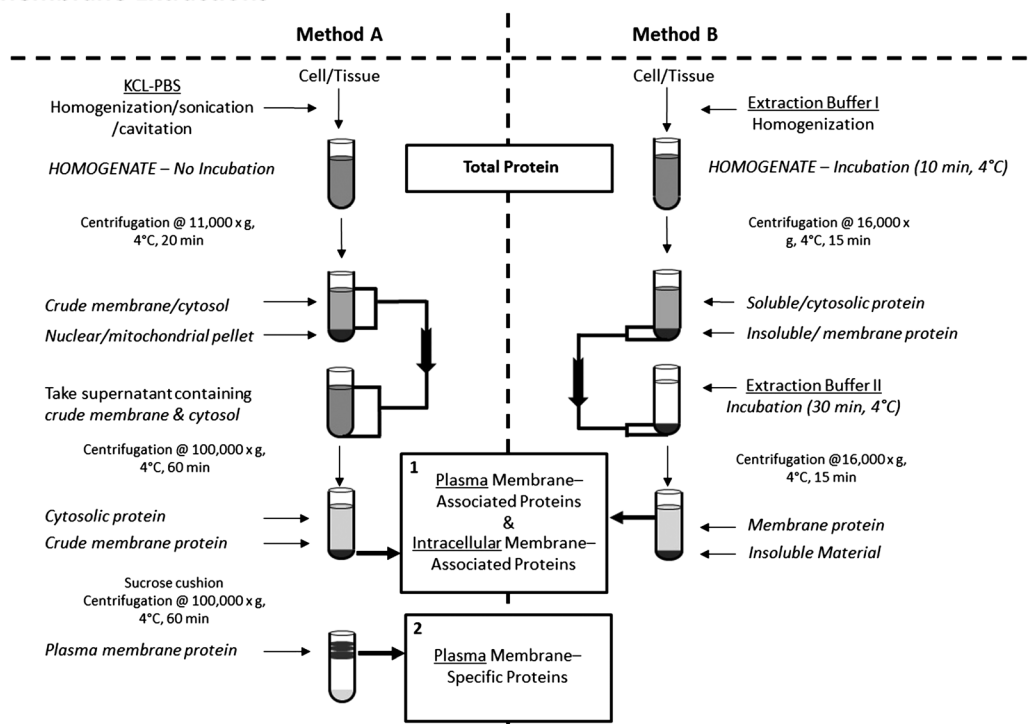 Method A
Method B
Cell/Tissue
Cell/Tissue
KCL-PBS
Homogenization/sonication
/cavitation
Extraction Buffer I
Homogenization
HOMOGENATE – No Incubation
Total Protein
HOMOGENATE – Incubation (10 min, 4°C)
Centrifugation @ 11,000 x g,
4°C, 20 min
Centrifugation @ 16,000 x
g, 4°C, 15 min
Crude membrane/cytosol
Nuclear/mitochondrial pellet
Soluble/cytosolic protein
Insoluble/ membrane protein
Take supernatant containing
crude membrane & cytosol
Extraction Buffer II
Incubation (30 min, 4°C)
Centrifugation @ 100,000 x g,
4°C, 60 min
Centrifugation @16,000 x g,
4°C, 15 min
1
Plasma Membrane–
Associated Proteins
&
Intracellular Membrane–
Associated Proteins
Cytosolic protein
Crude membrane protein
Membrane protein
Insoluble Material
Sucrose cushion
Centrifugation @ 100,000 x g,
4°C, 60 min
Plasma membrane protein
2
Plasma Membrane–
Specific Proteins